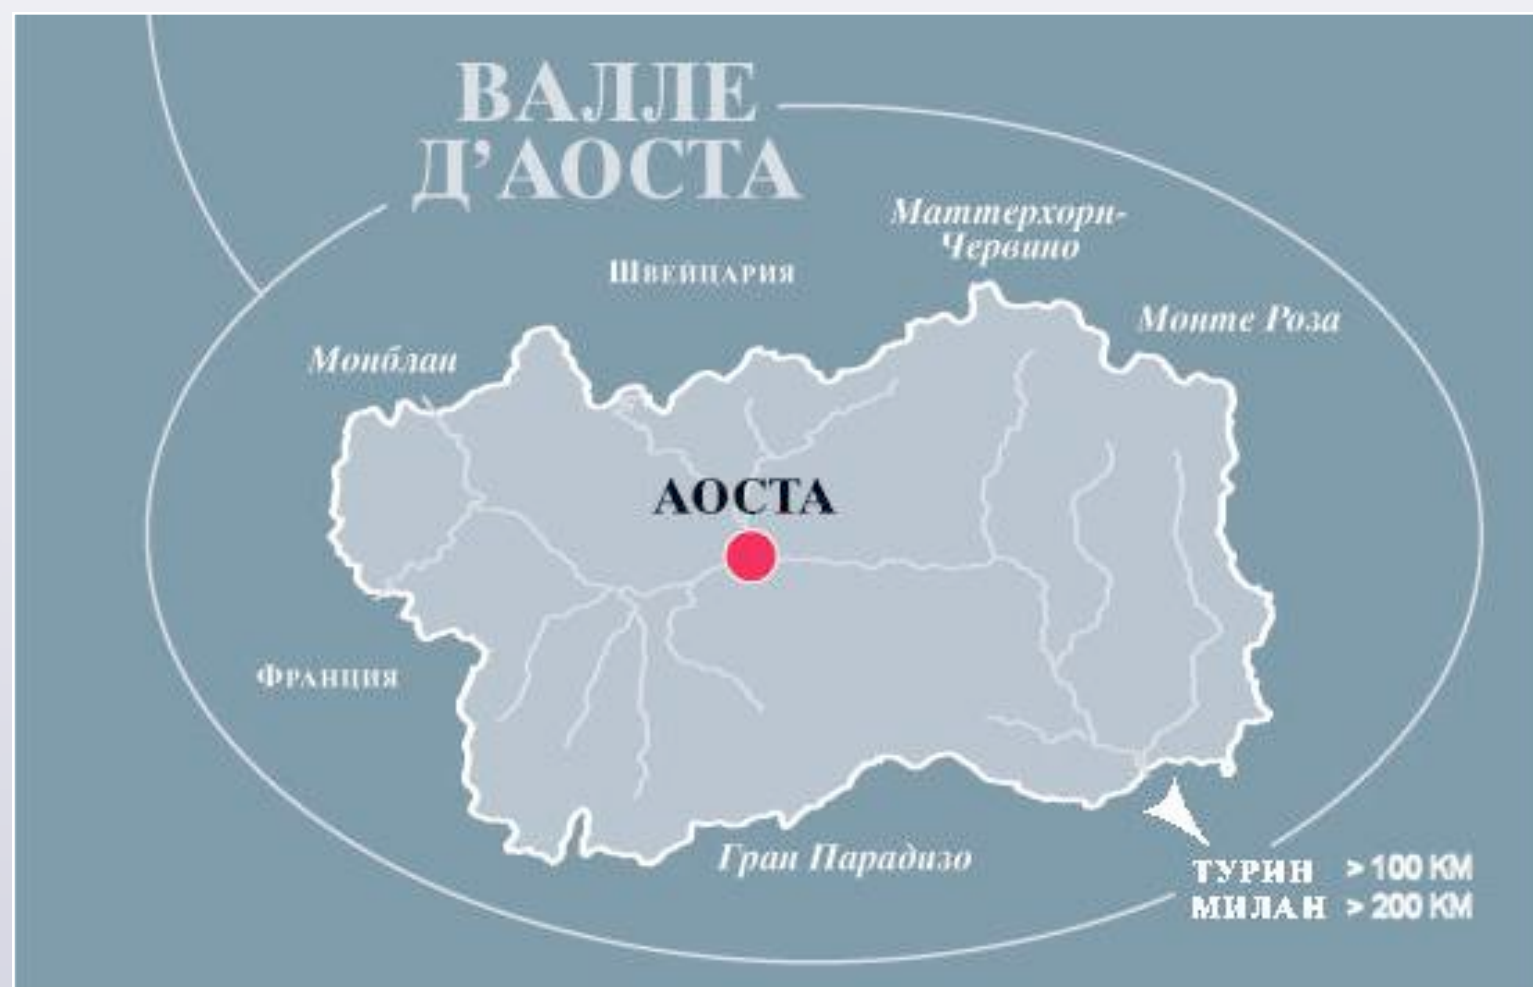 ВАЛЛЕ
Д’АОСТА
Маттерхорн-
Червино
Швейцария
Монте Роза
Монблан
АОСТА
Франция
Гран Парадизо
ТУРИН > 100 КМ
МИЛАН > 200 КМ